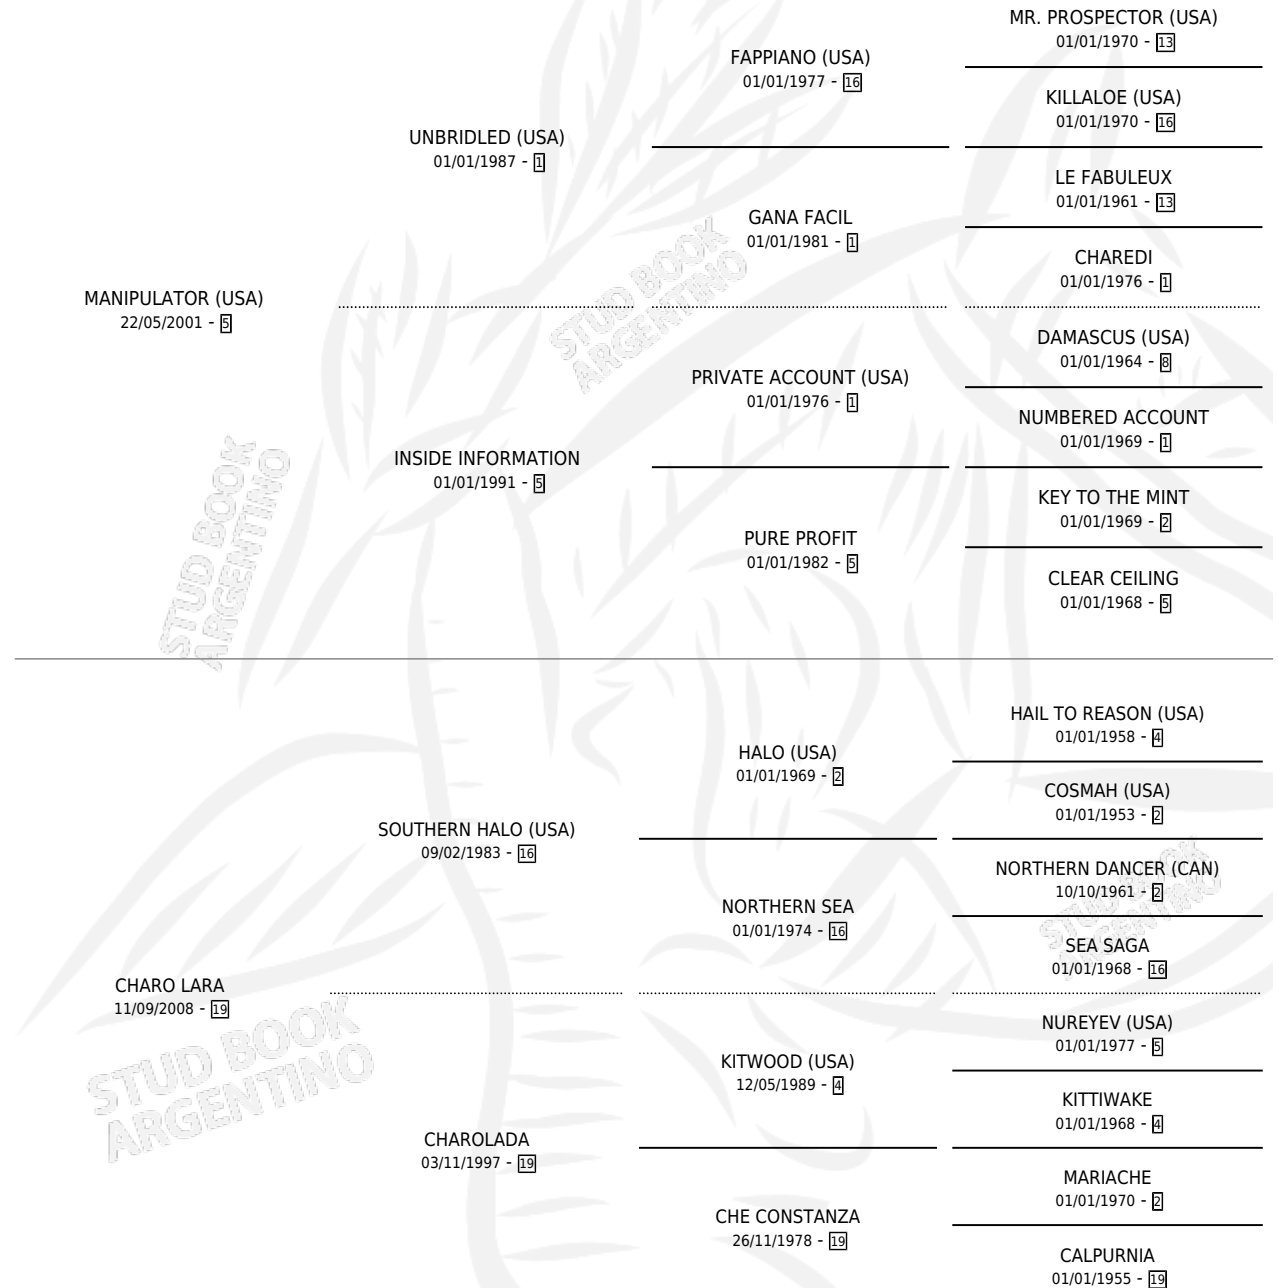 MR. PROSPECTOR (USA)
01/01/1970 - 13
FAPPIANO (USA)
01/01/1977 - 16
KILLALOE (USA)
01/01/1970 - 16
UNBRIDLED (USA)
01/01/1987 - 1
LE FABULEUX
01/01/1961 - 13
GANA FACIL
01/01/1981 - 1
CHAREDI
01/01/1976 - 1
MANIPULATOR (USA)
22/05/2001 - 5
STUD BOOK
ARGENTINO
DAMASCUS (USA)
01/01/1964 - 8
PRIVATE ACCOUNT (USA)
01/01/1976 - 1
NUMBERED ACCOUNT
01/01/1969 - 1
INSIDE INFORMATION
01/01/1991 - 5
KEY TO THE MINT
01/01/1969 - 2
PURE PROFIT
01/01/1982 - 5
CLEAR CEILING
01/01/1968 - 5
STUD BOOK
ARGENTINO
HAIL TO REASON (USA)
01/01/1958 - 4
HALO (USA)
01/01/1969 - 2
COSMAH (USA)
01/01/1953 - 2
SOUTHERN HALO (USA)
09/02/1983 - 16
NORTHERN DANCER (CAN)
10/10/1961 - 2
NORTHERN SEA
01/01/1974 - 16
STUD BOOK
ARGENTINO
SEA SAGA
01/01/1968 - 16
CHARO LARA
11/09/2008 - 19
STUD BOOK
ARGENTINO
NUREYEV (USA)
01/01/1977 - 5
KITWOOD (USA)
12/05/1989 - 4
KITTIWAKE
01/01/1968 - 4
CHAROLADA
03/11/1997 - 19
MARIACHE
01/01/1970 - 2
CHE CONSTANZA
26/11/1978 - 19
CALPURNIA
01/01/1955 - 19